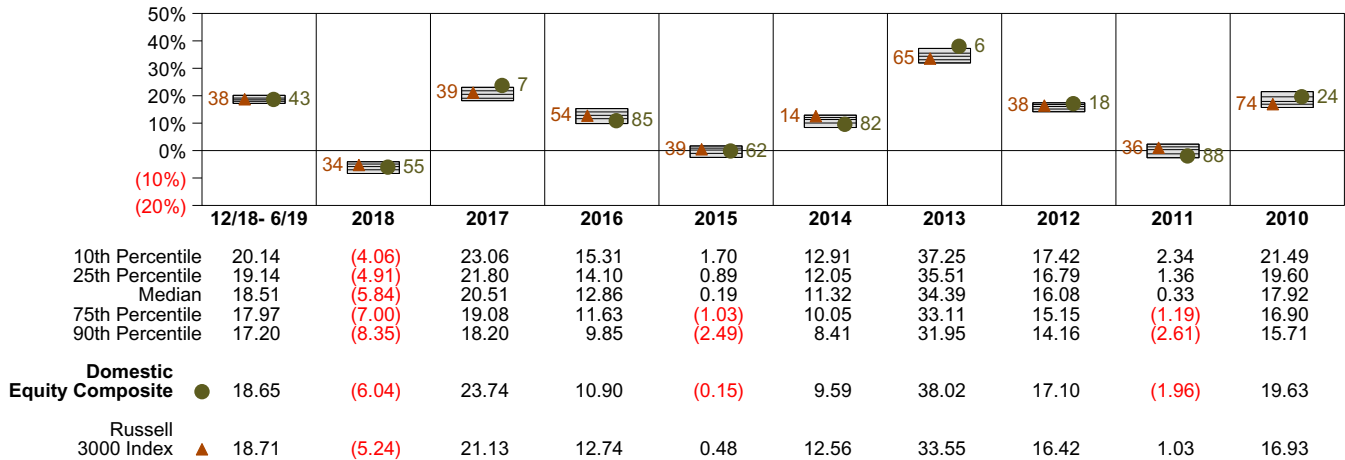 50%
40%
30%
20%
10%
0%
(10%)
(20%)
38 43
34 55
39 7
54 85
39 62
14 82
65 6
38 18
36 88
74 24
12/18- 6/19 2018 2017 2016 2015 2014 2013 2012 2011 2010
10th Percentile 20.14 (4.06) 23.06 15.31 1.70 12.91 37.25 17.42 2.34 21.49
25th Percentile 19.14 (4.91) 21.80 14.10 0.89 12.05 35.51 16.79 1.36 19.60
Median 18.51 (5.84) 20.51 12.86 0.19 11.32 34.39 16.08 0.33 17.92
75th Percentile 17.97 (7.00) 19.08 11.63 (1.03) 10.05 33.11 15.15 (1.19) 16.90
90th Percentile 17.20 (8.35) 18.20 9.85 (2.49) 8.41 31.95 14.16 (2.61) 15.71
Domestic
Equity Composite 18.65 (6.04) 23.74 10.90 (0.15) 9.59 38.02 17.10 (1.96) 19.63
Russell
3000 Index 18.71 (5.24) 21.13 12.74 0.48 12.56 33.55 16.42 1.03 16.93